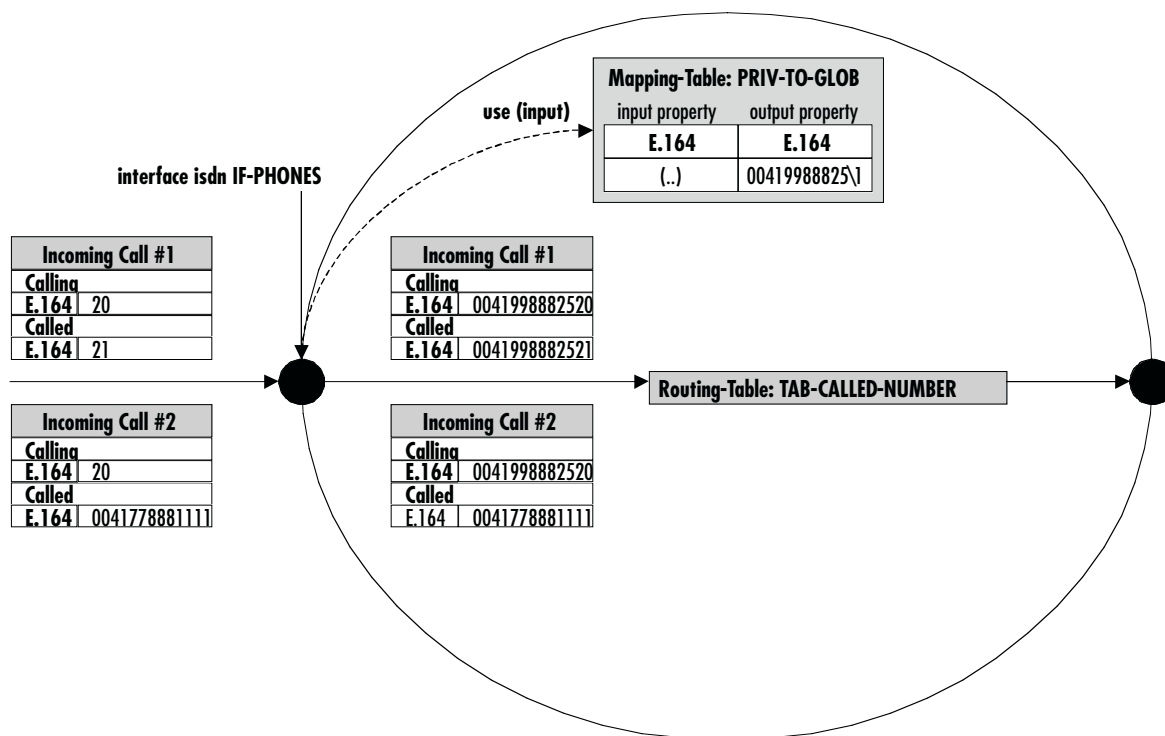 Mapping-Table: PRIV-TO-GLOB
input property output property
E.164 E.164
(..) 00419988825\1
use (input)
interface isdn IF-PHONES
Incoming Call #1
Calling
E.164 20
Called
E.164 21
Incoming Call #1
Calling
E.164 0041998882520
Called
E.164 0041998882521
Routing-Table: TAB-CALLED-NUMBER
Incoming Call #2
Calling
E.164 20
Called
E.164 0041778881111
Incoming Call #2
Calling
E.164 0041998882520
Called
E.164 0041778881111